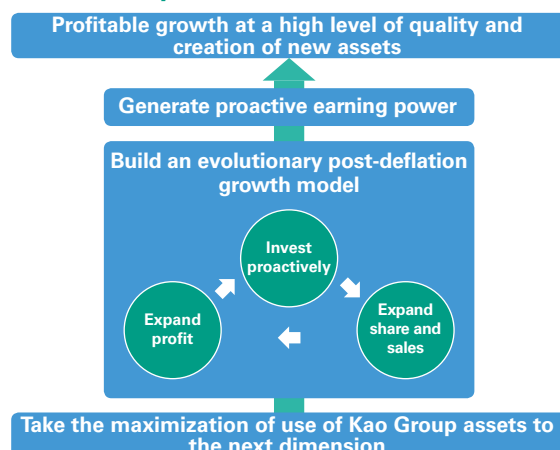 Profitable growth at a high level of quality and
creation of new assets
Generate proactive earning power
Build an evolutionary post-deflation
growth model
Invest
proactively
Expand
profit
Expand
share and
sales
Take the maximization of use of Kao Group assets to
the next dimension